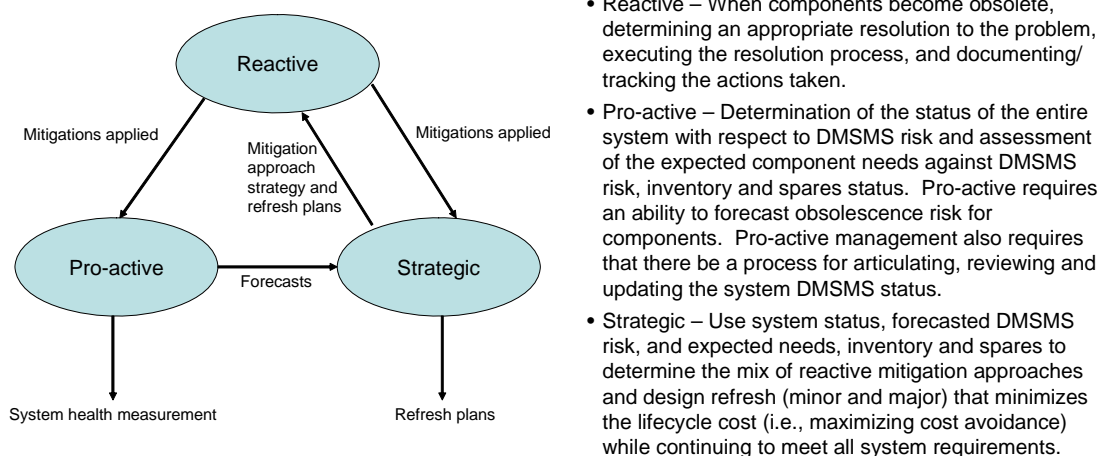 Reactive
Mitigations applied
Mitigations applied
Mitigation
approach
strategy and
refresh plans
Pro-active
Strategic
Forecasts
System health measurement
Refresh plans
• Reactive – When components become obsolete,
determining an appropriate resolution to the problem,
executing the resolution process, and documenting/
tracking the actions taken.
• Pro-active – Determination of the status of the entire
system with respect to DMSMS risk and assessment
of the expected component needs against DMSMS
risk, inventory and spares status. Pro-active requires
an ability to forecast obsolescence risk for
components. Pro-active management also requires
that there be a process for articulating, reviewing and
updating the system DMSMS status.
• Strategic – Use system status, forecasted DMSMS
risk, and expected needs, inventory and spares to
determine the mix of reactive mitigation approaches
and design refresh (minor and major) that minimizes
the lifecycle cost (i.e., maximizing cost avoidance)
while continuing to meet all system requirements.